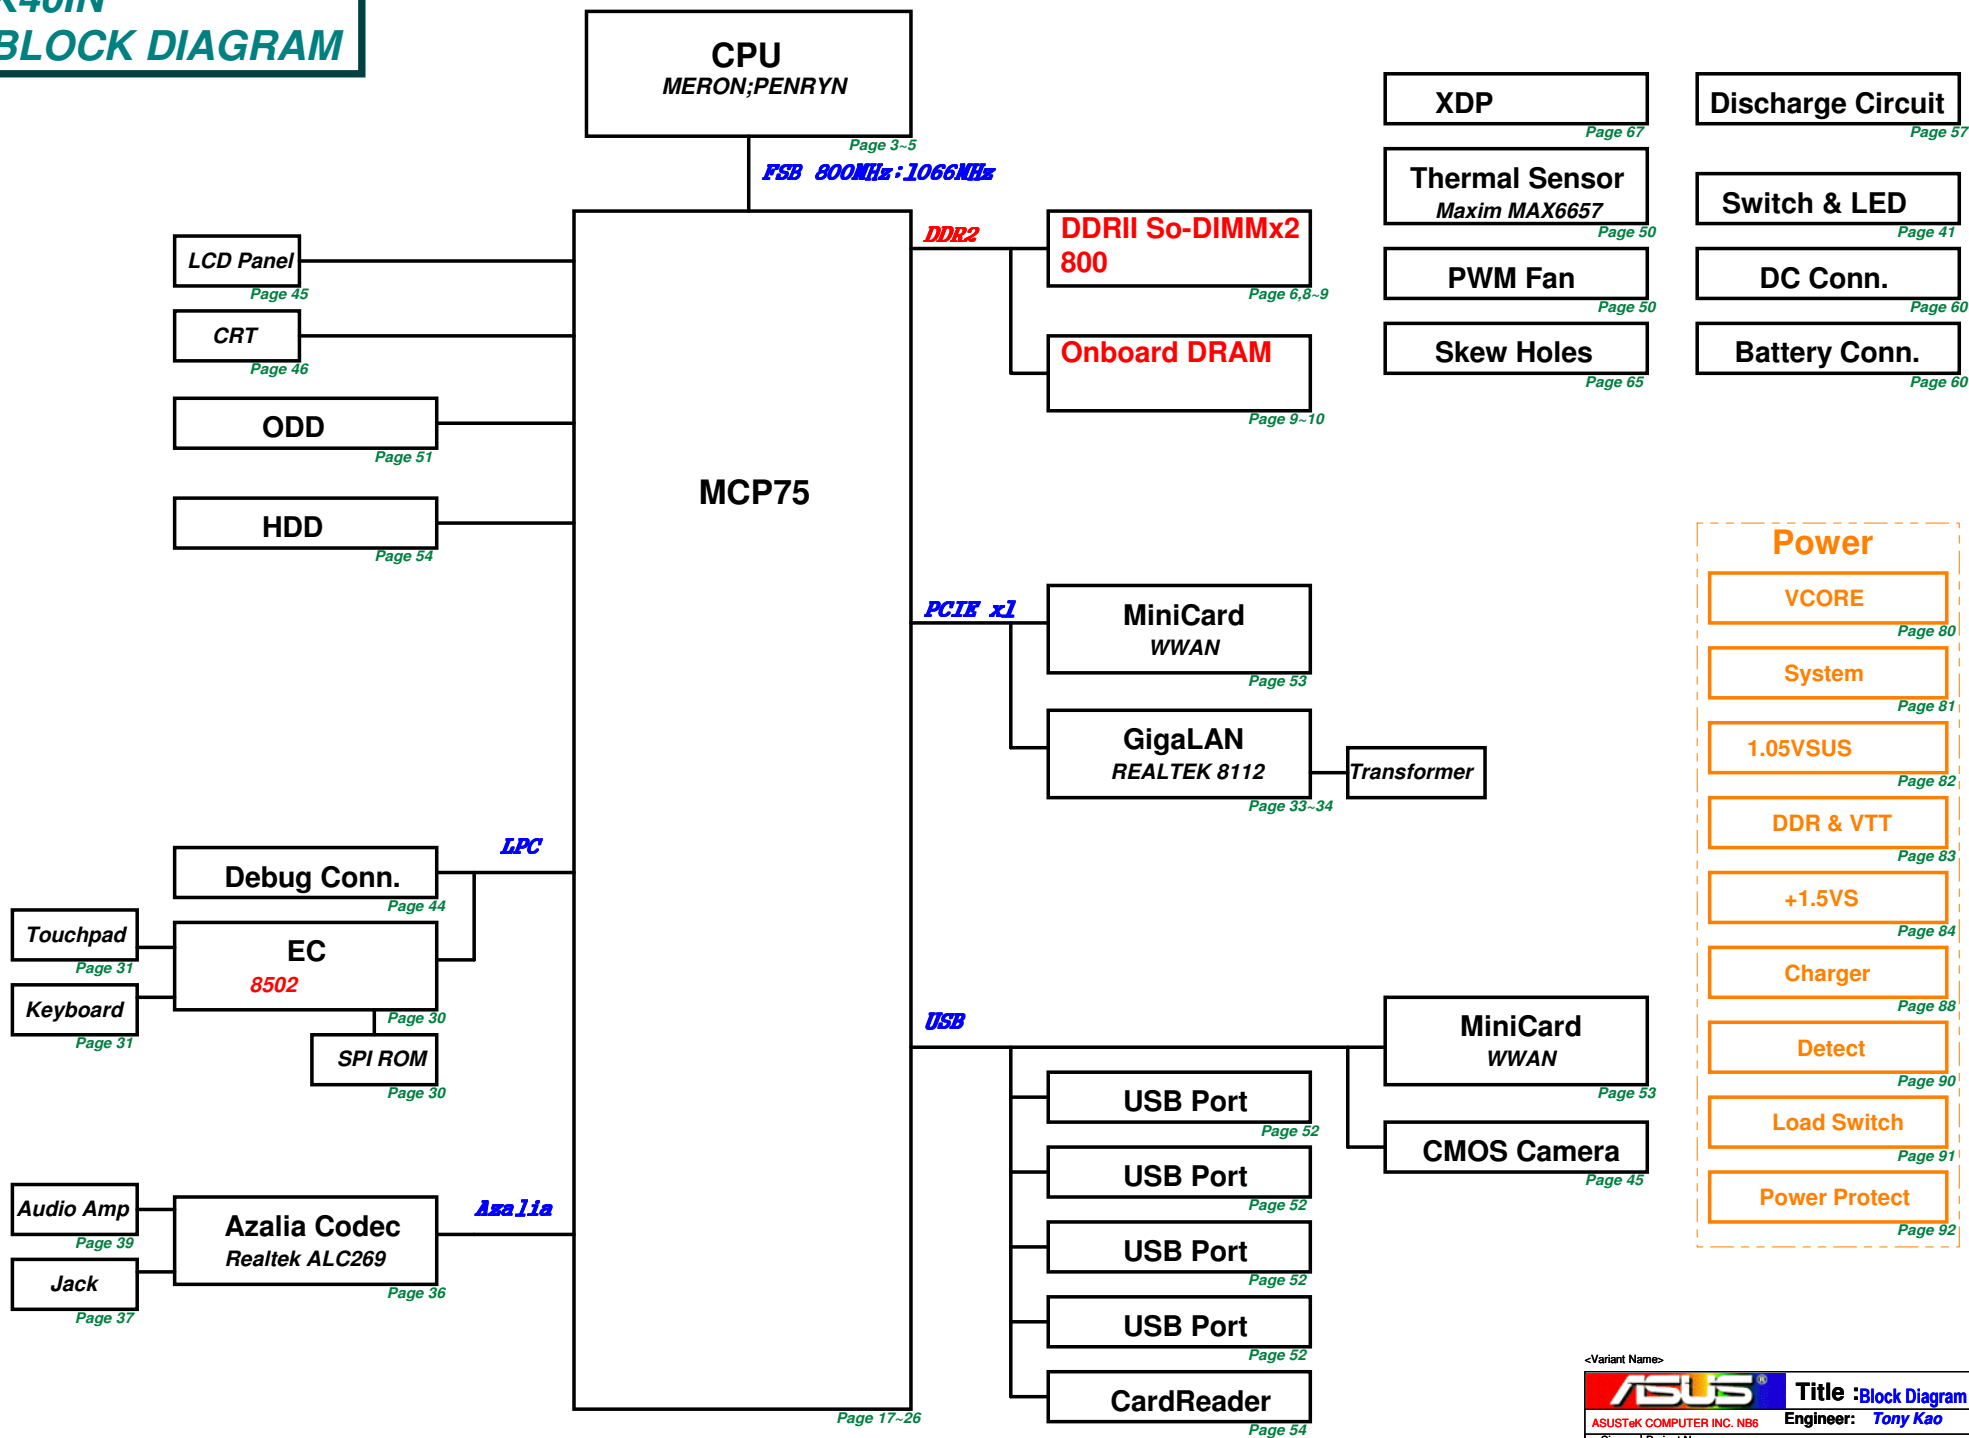 K40IN
BLOCK DIAGRAM
CPU
MERON;PENRYN
Page 3~5
FSB 800MHz:1066MHz
LCD Panel
Page 45
CRT
Page 46
ODD
Page 51
HDD
Page 54
MCP75
Page 17~26
DDR2
DDRII So-DIMMx2
800
Page 6,8~9
Onboard DRAM
Page 9~10
PCIE x1
MiniCard
WWAN
Page 53
GigaLAN
REALTEK 8112
Page 33~34
Transformer
LPC
Debug Conn.
Page 44
EC
8502
Page 30
Touchpad
Page 31
Keyboard
Page 31
SPI ROM
Page 30
Azalia
Azalia Codec
Realtek ALC269
Page 36
Audio Amp
Page 39
Jack
Page 37
USB
USB Port
Page 52
USB Port
Page 52
USB Port
Page 52
USB Port
Page 52
CardReader
Page 54
MiniCard
WWAN
Page 53
CMOS Camera
Page 45
XDP
Page 67
Thermal Sensor
Maxim MAX6657
Page 50
PWM Fan
Page 50
Skew Holes
Page 65
Discharge Circuit
Page 57
Switch & LED
Page 41
DC Conn.
Page 60
Battery Conn.
Page 60
Power
VCORE
Page 80
System
Page 81
1.05VSUS
Page 82
DDR & VTT
Page 83
+1.5VS
Page 84
Charger
Page 88
Detect
Page 90
Load Switch
Page 91
Power Protect
Page 92
<Variant Name>
ASUS®
Title :Block Diagram
ASUSTeK COMPUTER INC. NB6
Engineer: Tony Kao